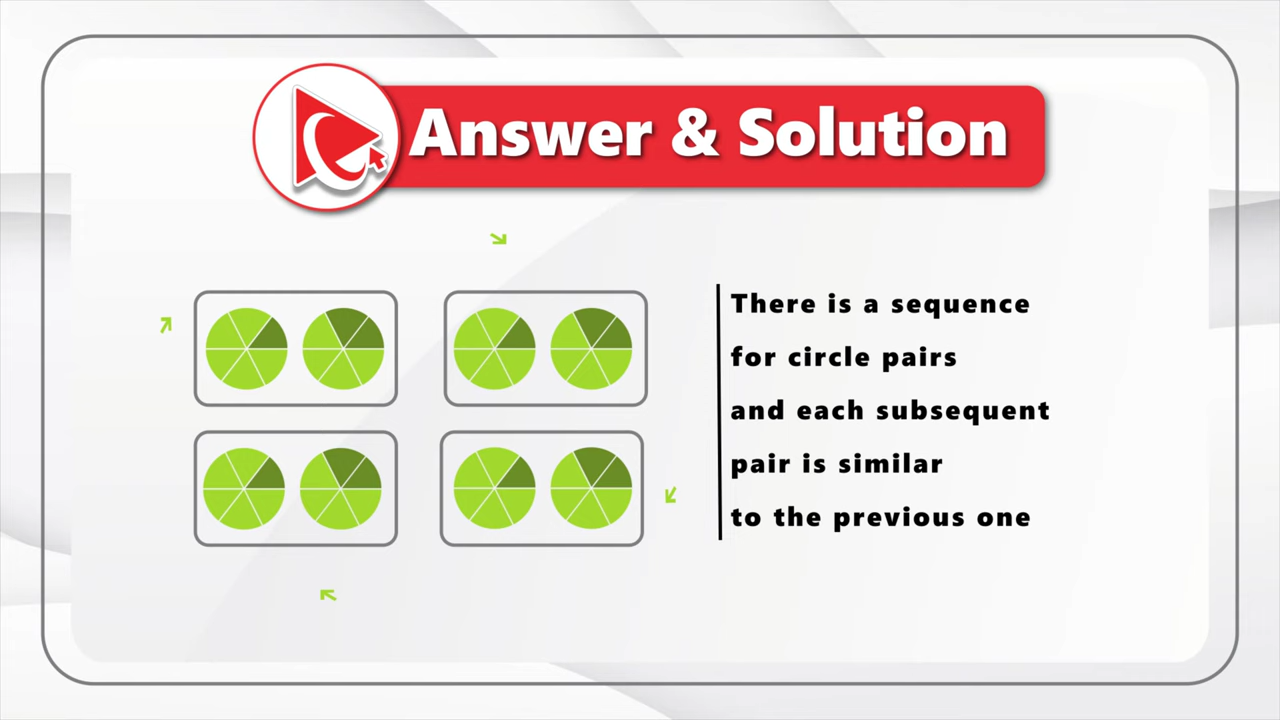 Answer & Solution
There is a sequence
for circle pairs
and each subsequent
pair is similar
to the previous one